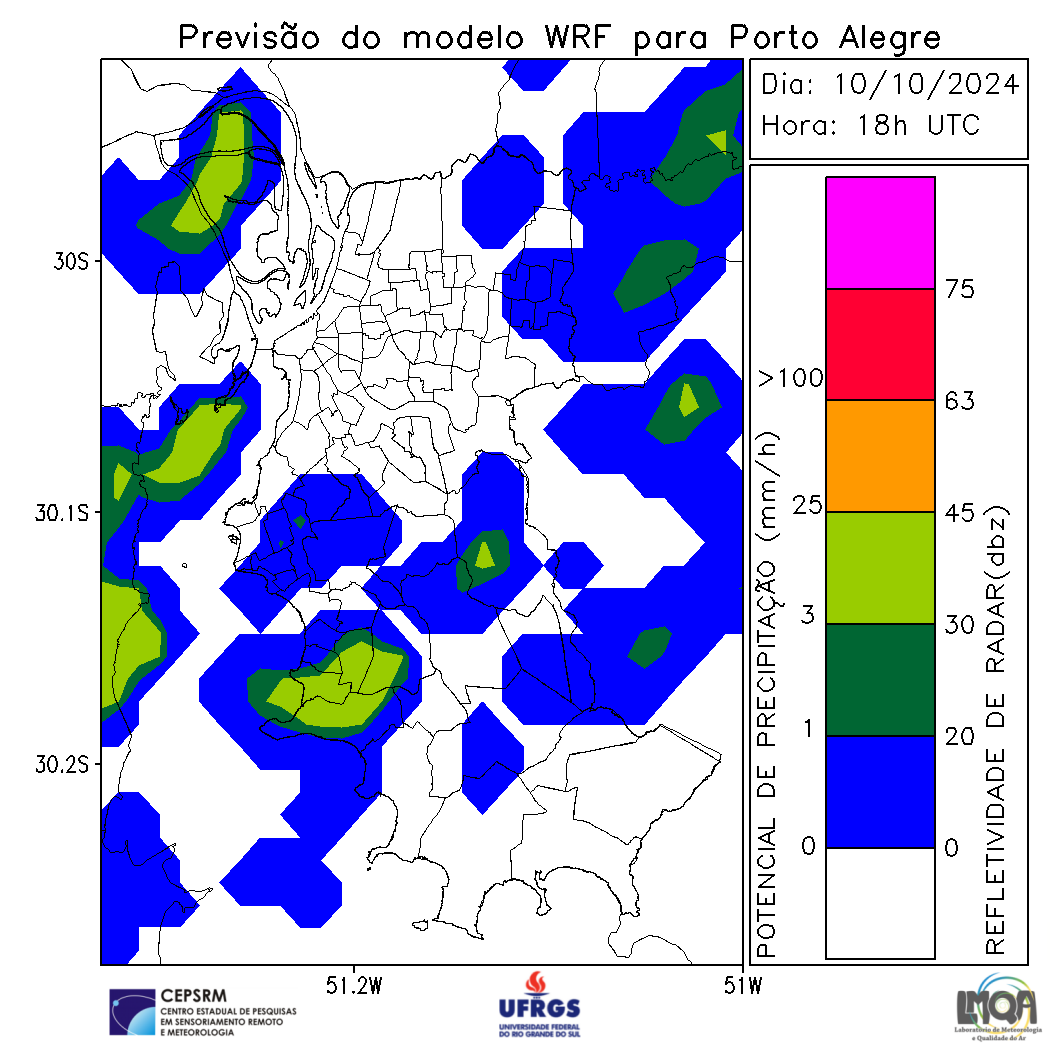 Previsão do modelo WRF para Porto Alegre
Dia: 10/10/2024
Hora: 18h UTC
30S
30.1S
30.2S
51.2W
51W
POTENCIAL DE PRECIPITAÇÃO (mm/h)
>100
25
3
1
0
75
63
45
30
20
0
REFLETIVIDADE DE RADAR(dbz)
CEPSRM
CENTRO ESTADUAL DE PESQUISAS
EM SENSORIAMENTO REMOTO
E METEOROLOGIA
UFRGS
UNIVERSIDADE FEDERAL
DO RIO GRANDE DO SUL
LMQA
Laboratório de Meteorologia
e Qualidade do Ar